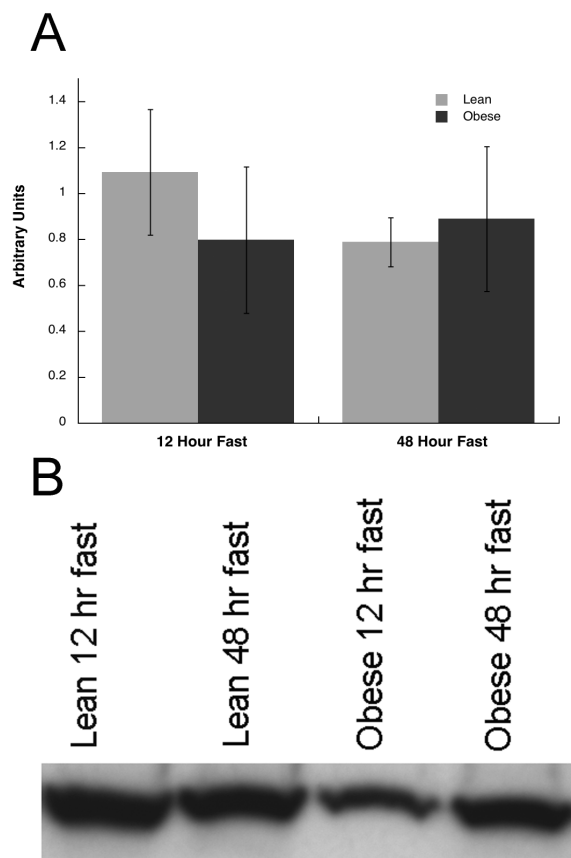 A
1.4
1.2
1
0.8
0.6
0.4
0.2
0
Arbitrary Units
Lean
Obese
12 Hour Fast
48 Hour Fast
B
Lean 12 hr fast
Lean 48 hr fast
Obese 12 hr fast
Obese 48 hr fast